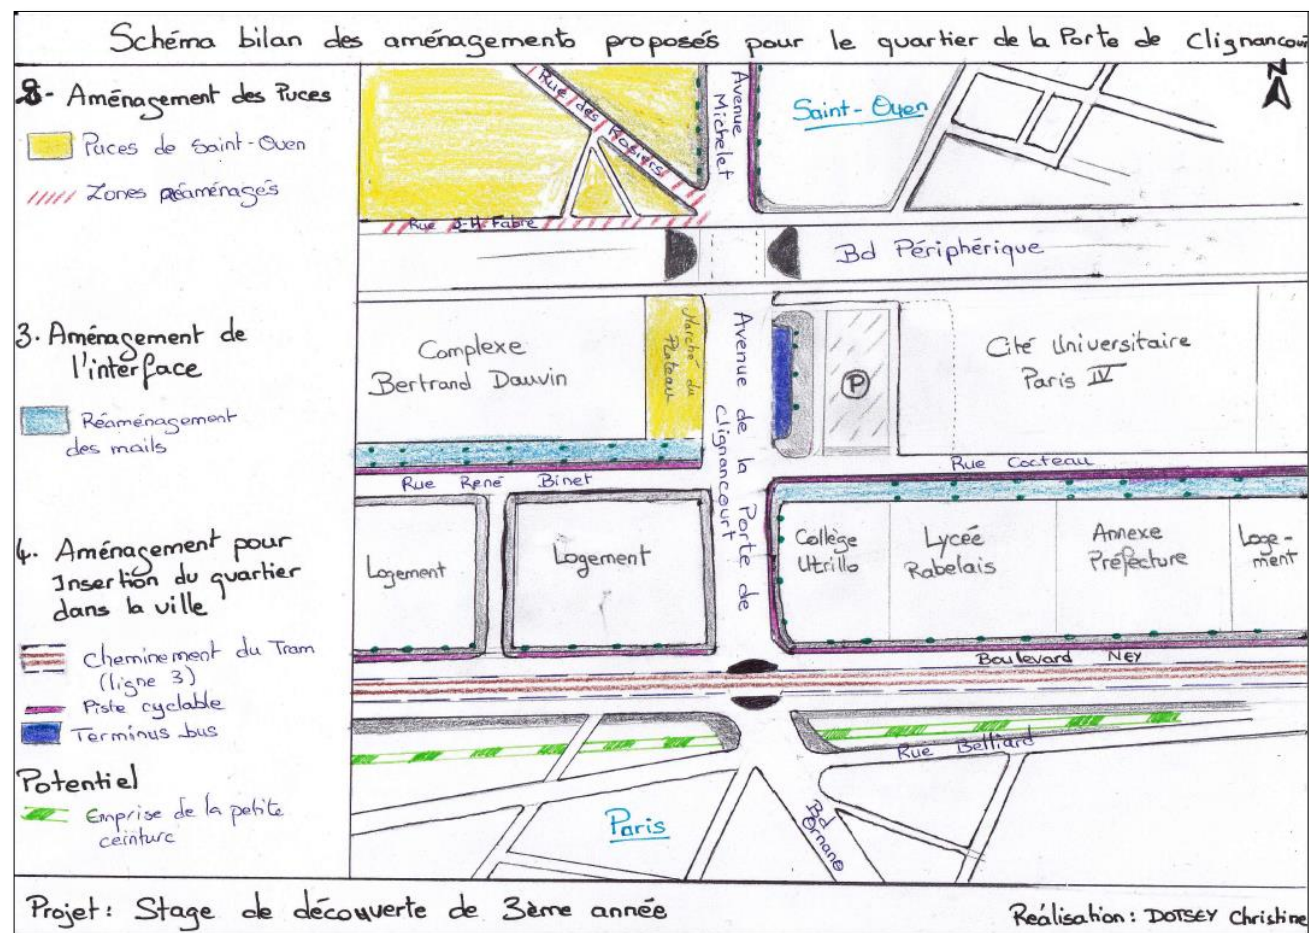 Schéma bilan des aménagements proposés pour le quartier de la Porte de Clignancour
N
2- Aménagement des Puces
Puces de Saint-Ouen
Zones réaménagés
3. Aménagement de
l'interface
Réaménagement
des mails
4. Aménagement pour
Insertion du quartier
dans la ville
Cheminement du Tram
(ligne 3)
Piste cyclable
Terminus bus
Potentiel
Emprise de la petite
ceinture
Rue des Rosiers
Avenue
Michelet
Saint-Ouen
Rue J-H. Fabre
Bd Périphérique
Complexe
Bertrand Dauvin
Marché du
Plateau
Avenue de la Porte de
Clignancourt
P
Cité Universitaire
Paris IV
Rue René Binet
Rue Cocteau
Logement
Logement
Collège
Utrillo
Lycée
Rabelais
Annexe
Préfecture
Loge-
ment
Boulevard Ney
Rue Belliard
Paris
Bd
Ornano
Projet: Stage de découverte de 3ème année
Réalisation: DOTSEY Christine